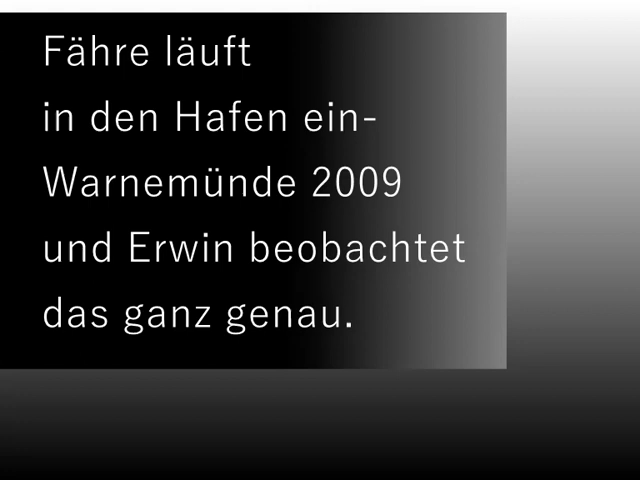 Fähre läuft
in den Hafen ein-
Warnemünde 2009
und Erwin beobachtet
das ganz genau.